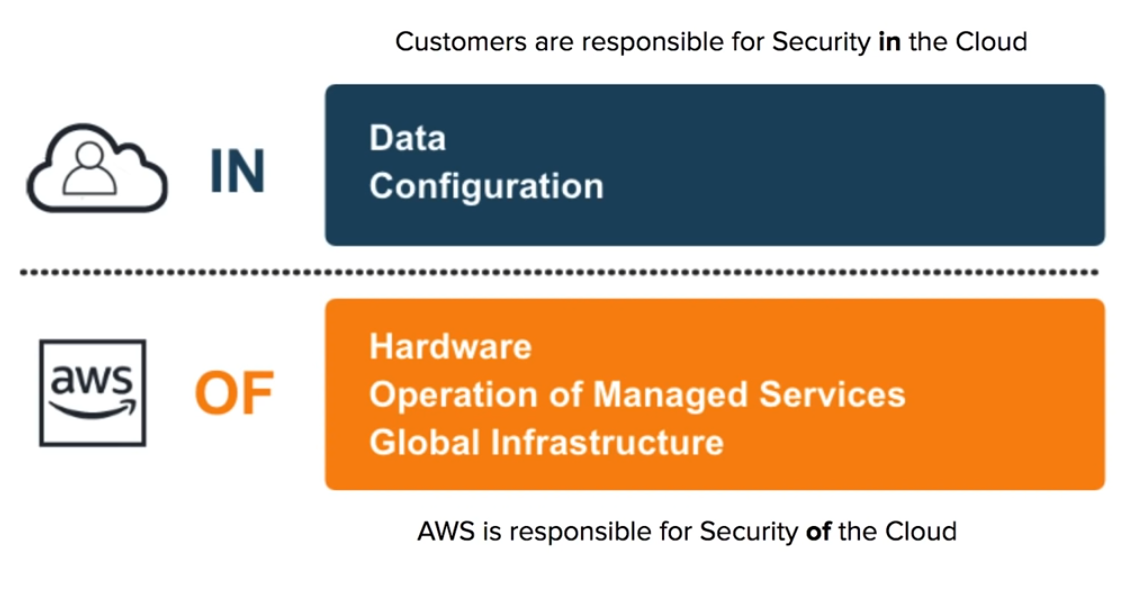 Customers are responsible for Security in the Cloud
IN
Data
Configuration
aws
OF
Hardware
Operation of Managed Services
Global Infrastructure
AWS is responsible for Security of the Cloud